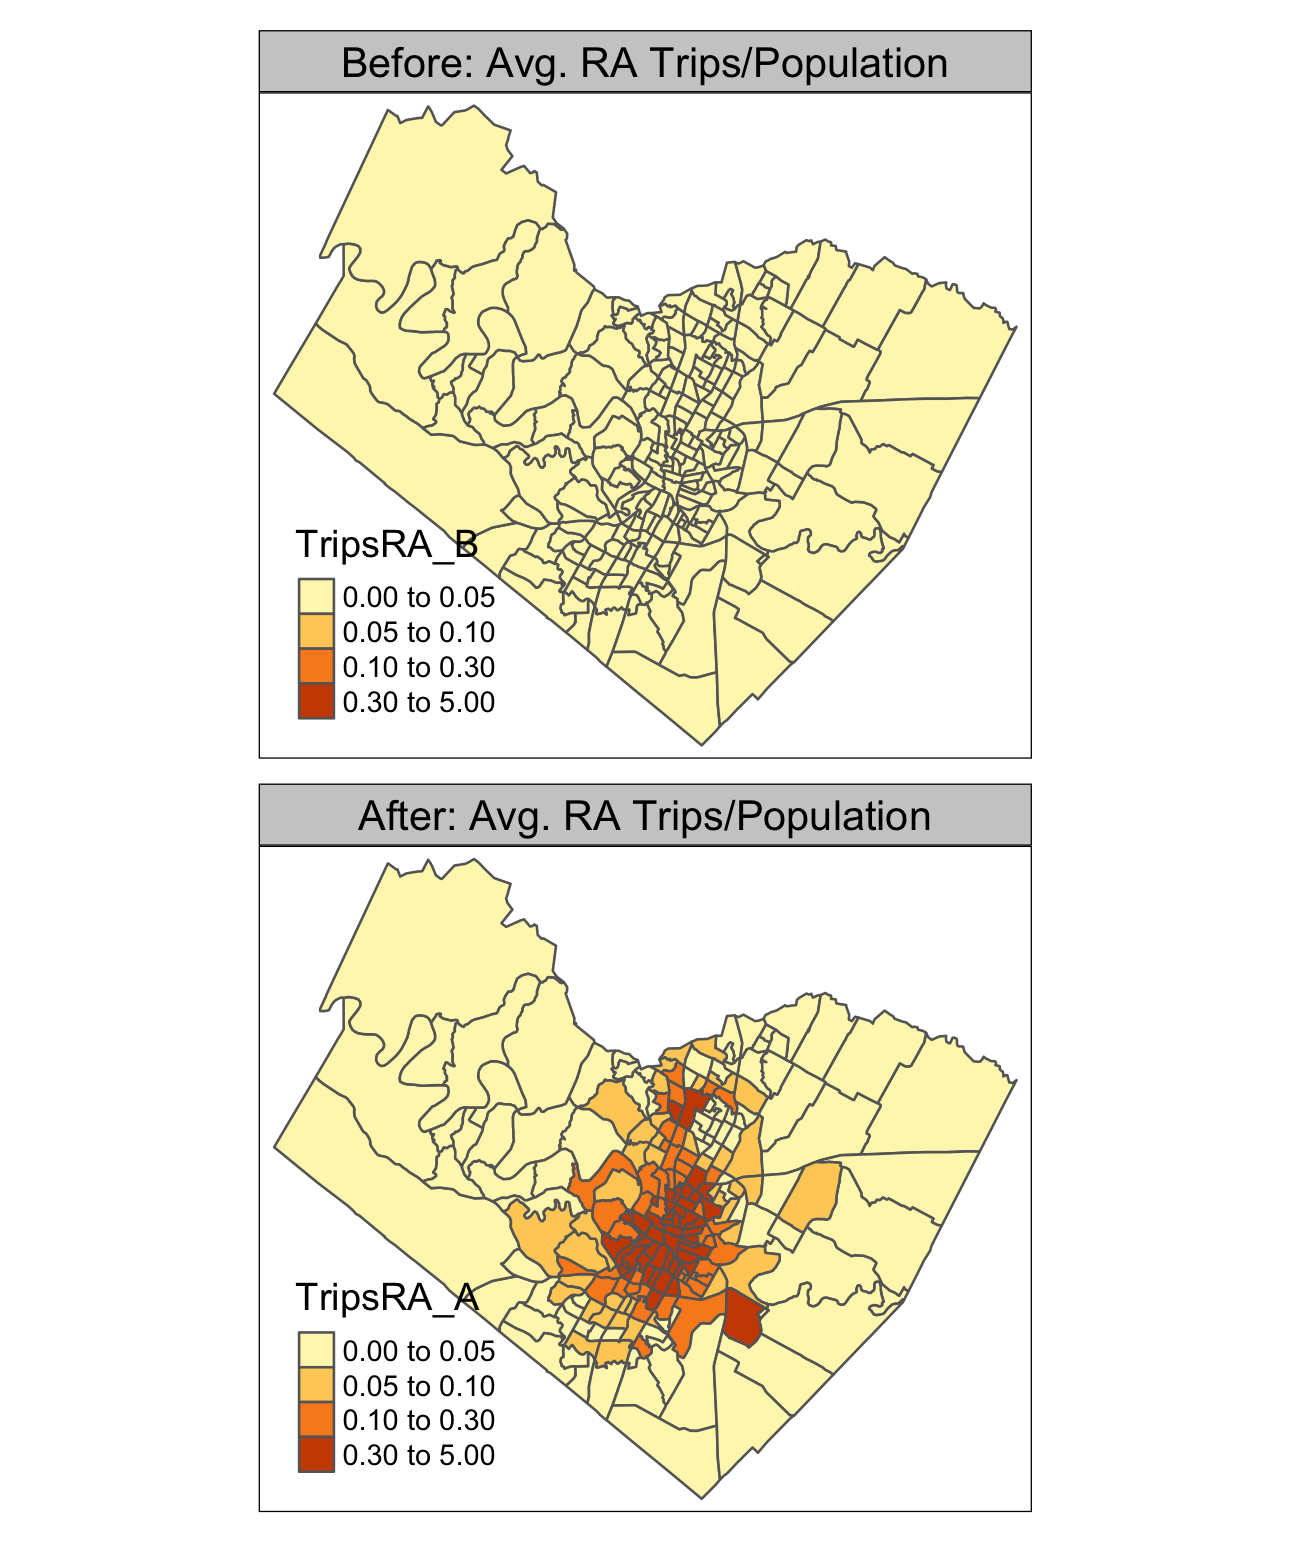 Before: Avg. RA Trips/Population
TripsRA_B
0.00 to 0.05
0.05 to 0.10
0.10 to 0.30
0.30 to 5.00
After: Avg. RA Trips/Population
TripsRA_A
0.00 to 0.05
0.05 to 0.10
0.10 to 0.30
0.30 to 5.00